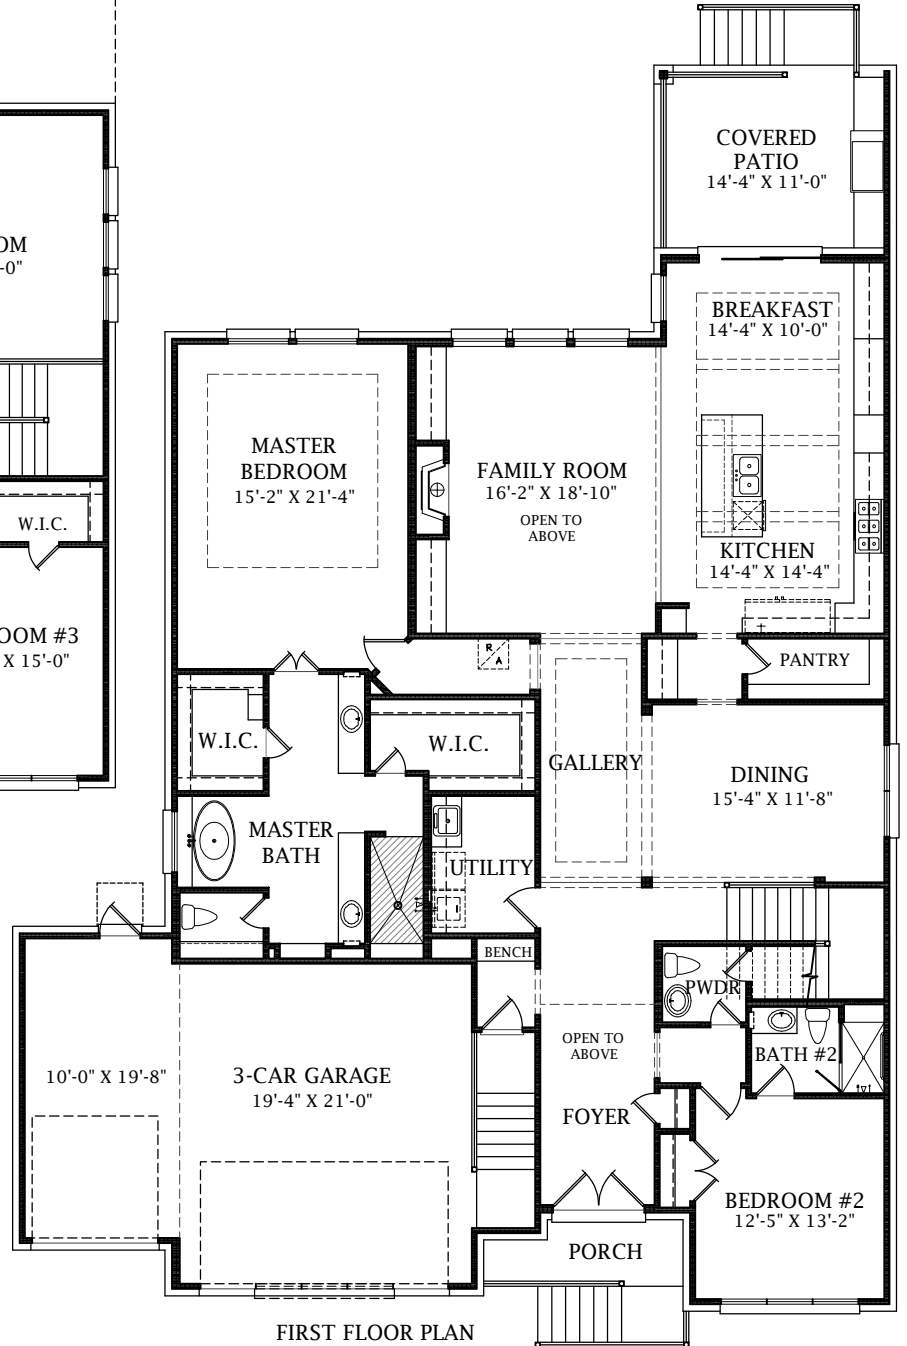 COVERED
PATIO
14'-4" X 11'-0"
OM
-0"
BREAKFAST
14'-4" X 10'-0"
MASTER
BEDROOM
15'-2" X 21'-4"
FAMILY ROOM
16'-2" X 18'-10"
OPEN TO
ABOVE
W.I.C.
KITCHEN
14'-4" X 14'-4"
OOM #3
X 15'-0"
R
A
PANTRY
W.I.C.
W.I.C.
GALLERY
DINING
15'-4" X 11'-8"
MASTER
BATH
UTILITY
BENCH
PWDR
OPEN TO
ABOVE
BATH #2
10'-0" X 19'-8"
3-CAR GARAGE
19'-4" X 21'-0"
FOYER
BEDROOM #2
12'-5" X 13'-2"
PORCH
FIRST FLOOR PLAN